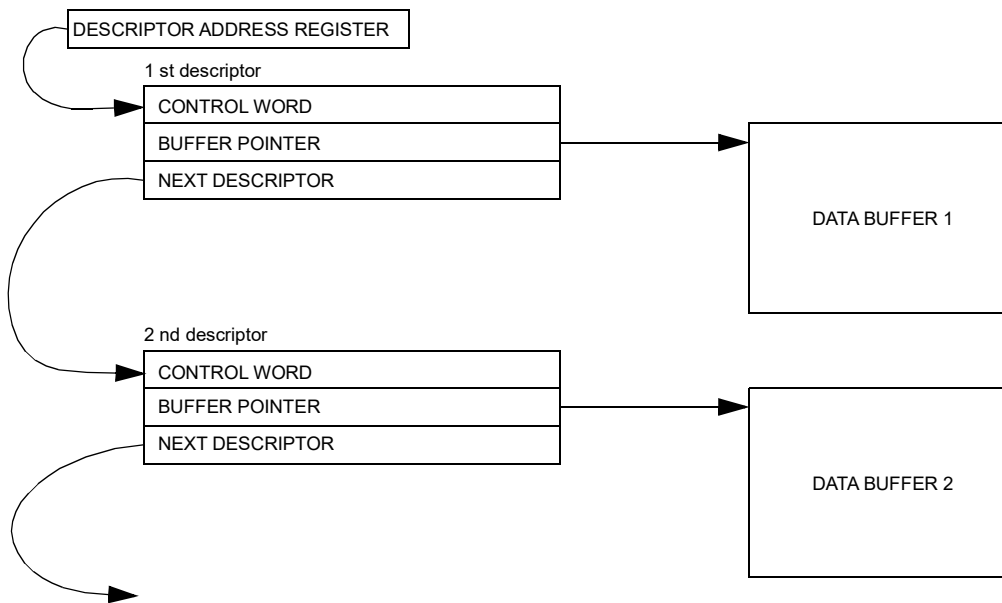 DESCRIPTOR ADDRESS REGISTER
1 st descriptor
CONTROL WORD
BUFFER POINTER
NEXT DESCRIPTOR
DATA BUFFER 1
2 nd descriptor
CONTROL WORD
BUFFER POINTER
NEXT DESCRIPTOR
DATA BUFFER 2